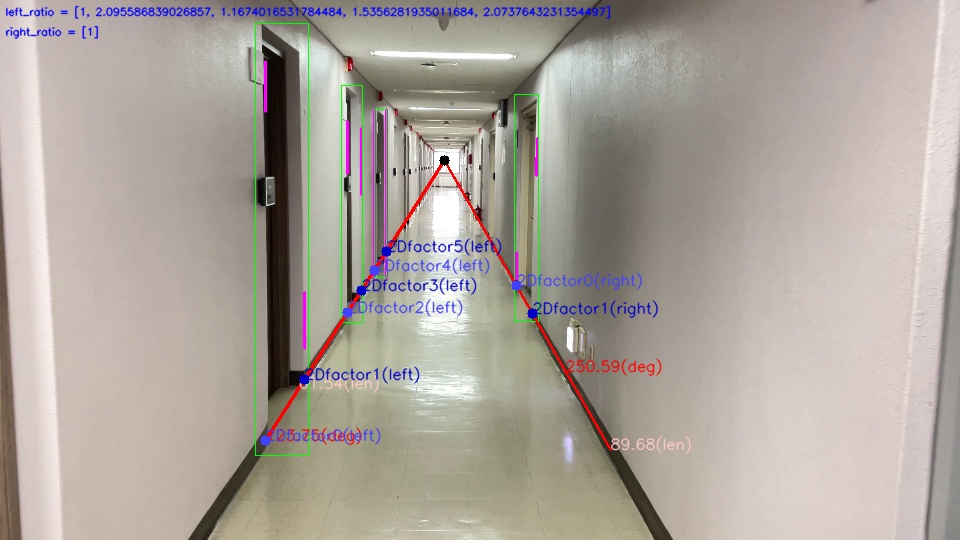 left_ratio = [1, 2.095586839026857, 1.1674016531784484, 1.5356281935011684, 2.0737643231354497]
right_ratio = [1]
2Dfactor5(left)
2Dfactor4(left)
2Dfactor3(left)
2Dfactor0(right)
2Dfactor2(left)
2Dfactor1(right)
250.59(deg)
2Dfactor1(left)
89.68(len)